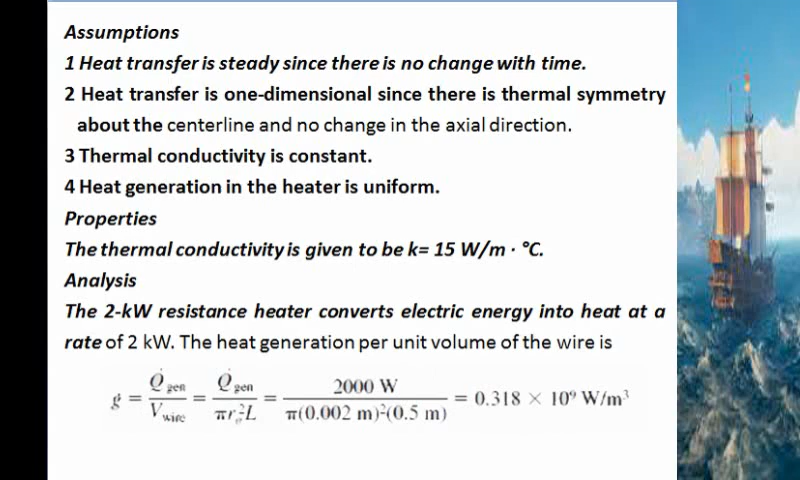 Assumptions
1 Heat transfer is steady since there is no change with time.
2 Heat transfer is one-dimensional since there is thermal symmetry
about the centerline and no change in the axial direction.
3 Thermal conductivity is constant.
4 Heat generation in the heater is uniform.
Properties
The thermal conductivity is given to be k= 15 W/m · °C.
Analysis
The 2-kW resistance heater converts electric energy into heat at a
rate of 2 kW. The heat generation per unit volume of the wire is
ġ = Q̇gen / Vwire = Q̇gen / πrₒ²L = 2000 W / π(0.002 m)²(0.5 m) = 0.318 × 10⁹ W/m³